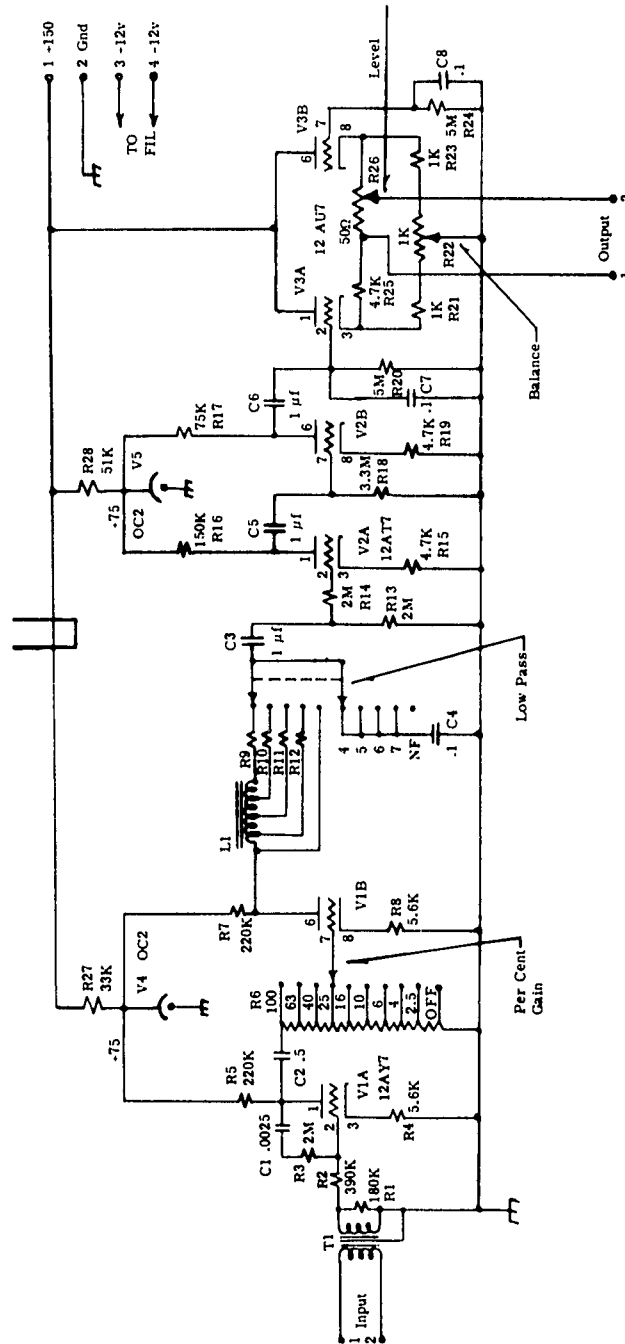 1 +150
2 Gnd
3 -12v
4 -12v
TO
FIL
R27
33K
+75
V4
OC2
R5
220K
R7
220K
C1 .0025
C2 .5
R3
2M
R2
390K
180K
R1
T1
Input
1
2
1
2
3
V1A
12AY7
5.6K
R4
R6
100
63
40
25
16
10
6
4
2.5
OFF
Per Cent
Gain
6
7
8
V1B
R8
5.6K
L1
R9
R10
R11
R12
4
5
6
7
NF
C4
.1
Low Pass
C3
1 μf
2M
R14
R13
2M
R28
51K
+75
V5
OC2
150K
R16
75K
R17
C5
1 μf
C6
1 μf
1
2
3
V2A
12AT7
4.7K
R15
6
7
8
V2B
3.3M
R18
4.7K
R19
5M
R20
.1
C7
V3A
1
2
3
12 AU7
V3B
6
7
8
50Ω
R26
4.7K
R25
1K
R21
1K
R22
1K
R23
5M
R24
C8
.1
Level
Balance
Output
1
2